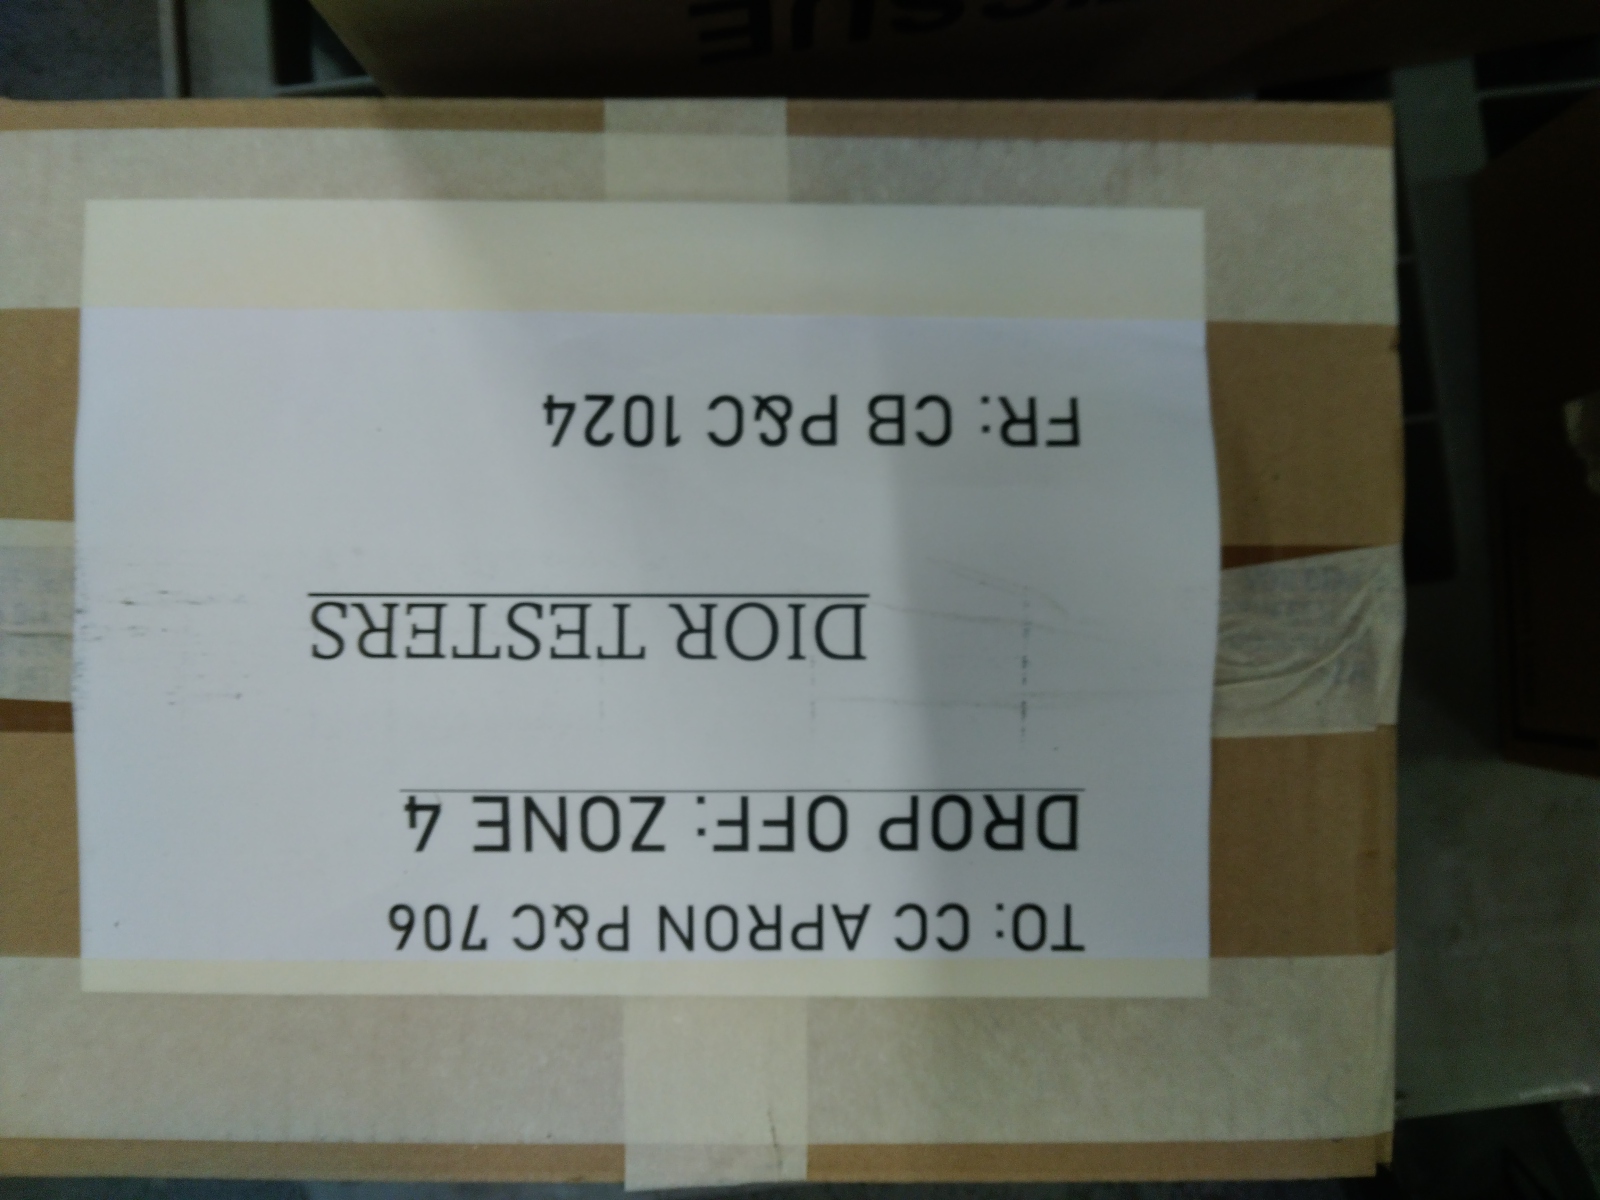 TO: CC APRON P&C 706
DROP OFF: ZONE 4
DIOR TESTERS
FR: CB P&C 1024